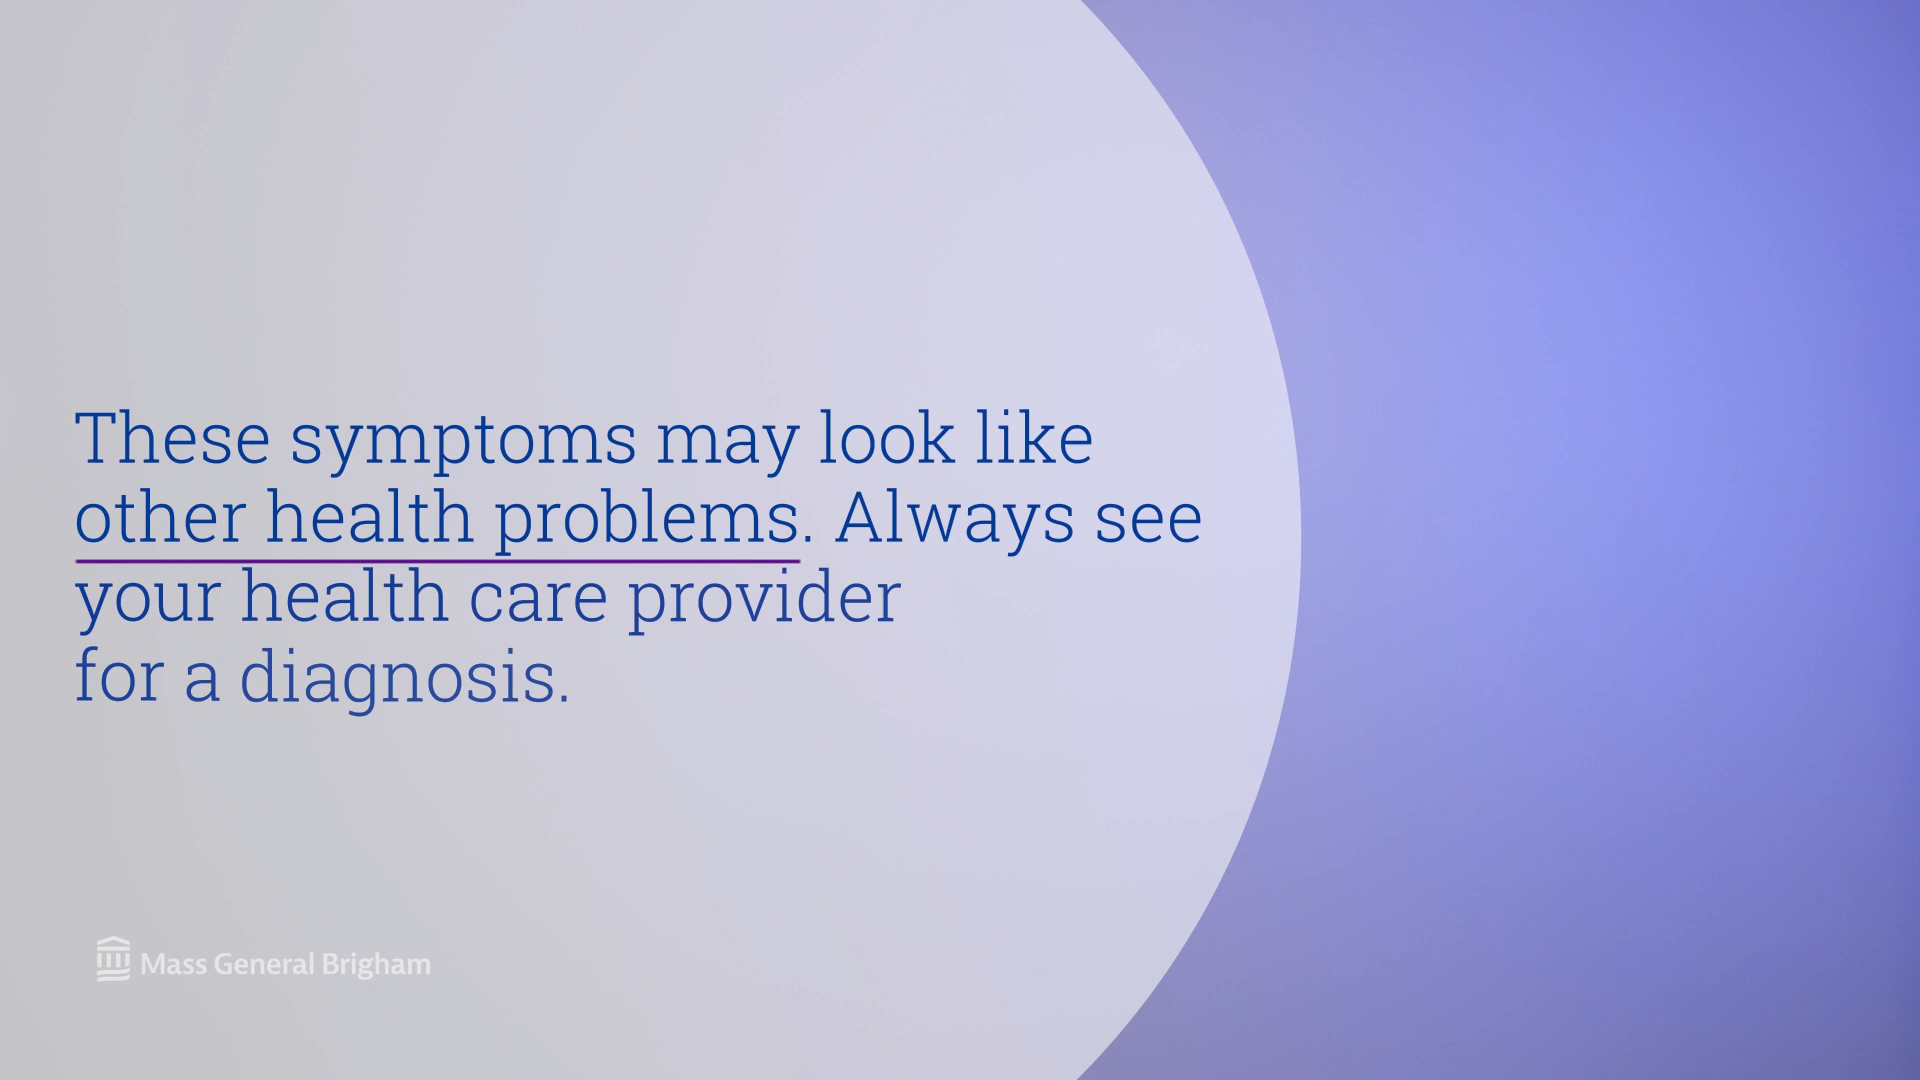 These symptoms may look like
other health problems. Always see
your health care provider
for a diagnosis.
Mass General Brigham